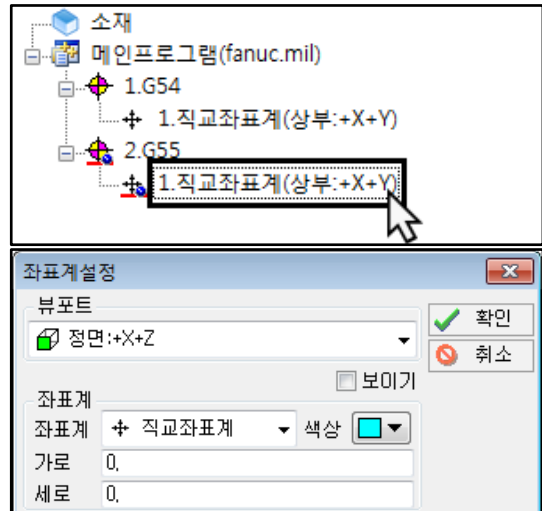 소재
메인프로그램(fanuc.mil)
1.G54
1.직교좌표계(상부:+X+Y)
2.G55
1.직교좌표계(상부:+X+Y)
좌표계설정
뷰포트
정면:+X+Z
확인
취소
보이기
좌표계
좌표계 직교좌표계 색상
가로 0,
세로 0,